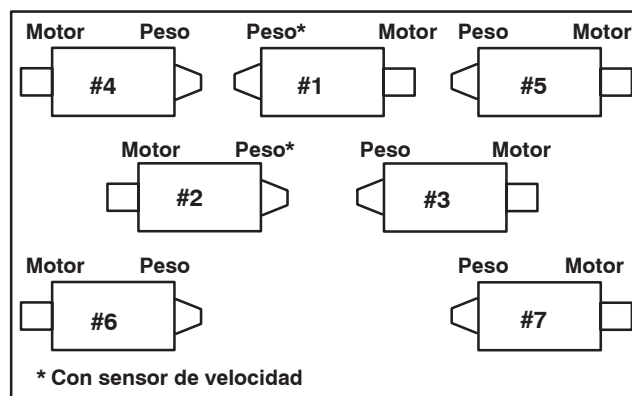 Motor Peso Peso* Motor Peso Motor
#4 #1 #5
Motor Peso* Peso Motor
#2 #3
Motor Peso Peso Motor
#6 #7
* Con sensor de velocidad